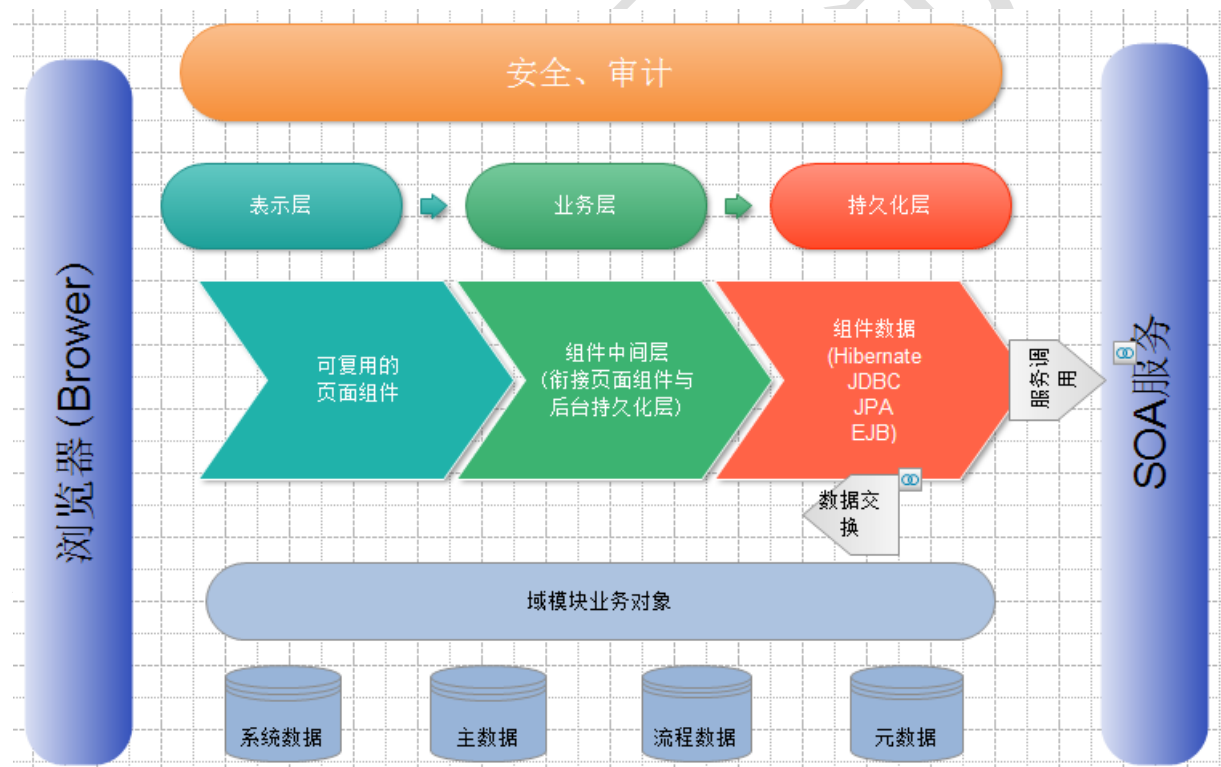 安全、审计
浏览器(Brower)
表示层
业务层
持久化层
可复用的
页面组件
组件中间层
(衔接页面组件与
后台持久化层)
组件数据
(Hibernate
JDBC
JPA
EJB)
服务调
用
SOA服务
数据交
换
域模块业务对象
系统数据
主数据
流程数据
元数据